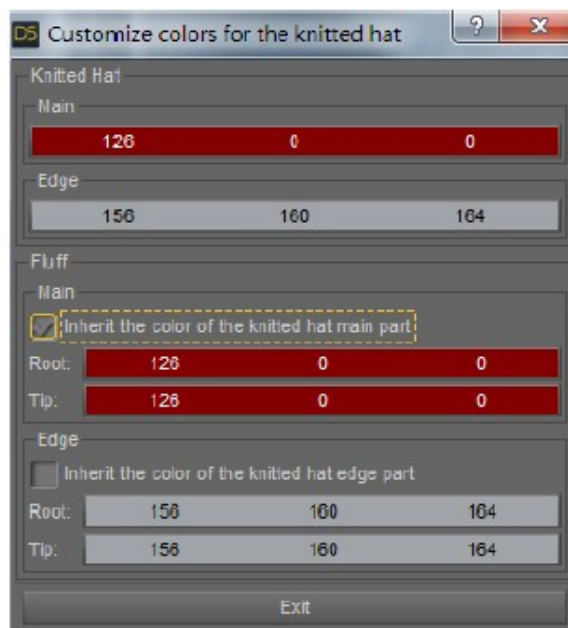 DS Customize colors for the knitted hat ?
Knitted Hat
Main
126 0 0
Edge
156 160 164
Fluff
Main
Inherit the color of the knitted hat main part
Root: 126 0 0
Tip: 126 0 0
Edge
Inherit the color of the knitted hat edge part
Root: 156 160 164
Tip: 156 160 164
Exit